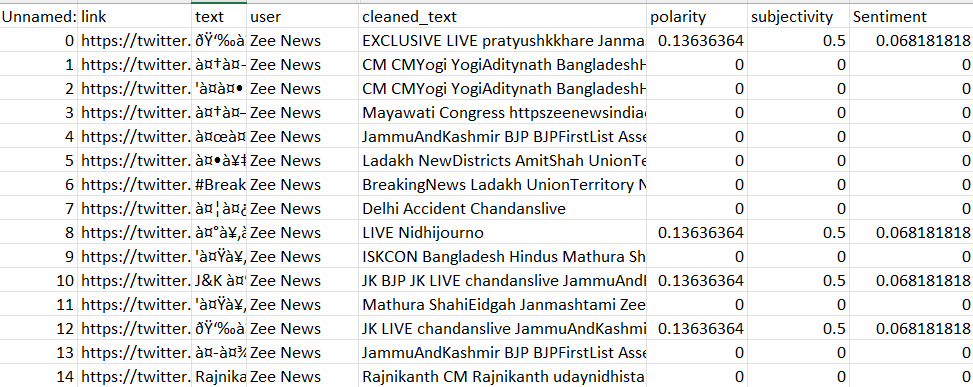 Unnamed: link text user cleaned_text polarity subjectivity Sentiment
0 https://twitter. ðŸ‘‰à Zee News EXCLUSIVE LIVE pratyushkkhare Janma 0.13636364 0.5 0.068181818
1 https://twitter. à¤†à¤— Zee News CM CMYogi YogiAditynath BangladeshH 0 0 0
2 https://twitter. 'à¤à¤• Zee News CM CMYogi YogiAditynath BangladeshH 0 0 0
3 https://twitter. à¤†à¤— Zee News Mayawati Congress httpszeenewsindia 0 0 0
4 https://twitter. à¤œà¤ Zee News JammuAndKashmir BJP BJPFirstList Asse 0 0 0
5 https://twitter. à¤•à¥‡ Zee News Ladakh NewDistricts AmitShah UnionTe 0 0 0
6 https://twitter. #Break Zee News BreakingNews Ladakh UnionTerritory N 0 0 0
7 https://twitter. à¤¦à¤¿ Zee News Delhi Accident Chandanslive 0 0 0
8 https://twitter. à¤°à¥‚à Zee News LIVE Nidhijourno 0.13636364 0.5 0.068181818
9 https://twitter. 'à¤Ÿà¥‚ Zee News ISKCON Bangladesh Hindus Mathura Sh 0 0 0
10 https://twitter. J&K à¤ Zee News JK BJP JK LIVE chandanslive JammuAndK 0.13636364 0.5 0.068181818
11 https://twitter. 'à¤Ÿà¥‚ Zee News Mathura ShahiEidgah Janmashtami Zee 0 0 0
12 https://twitter. ðŸ‘‰à Zee News JK LIVE chandanslive JammuAndKashmi 0.13636364 0.5 0.068181818
13 https://twitter. à¤-à¤¾ Zee News JammuAndKashmir BJP BJPFirstList Asse 0 0 0
14 https://twitter. Rajnika Zee News Rajnikanth CM Rajnikanth udaynidhista 0 0 0